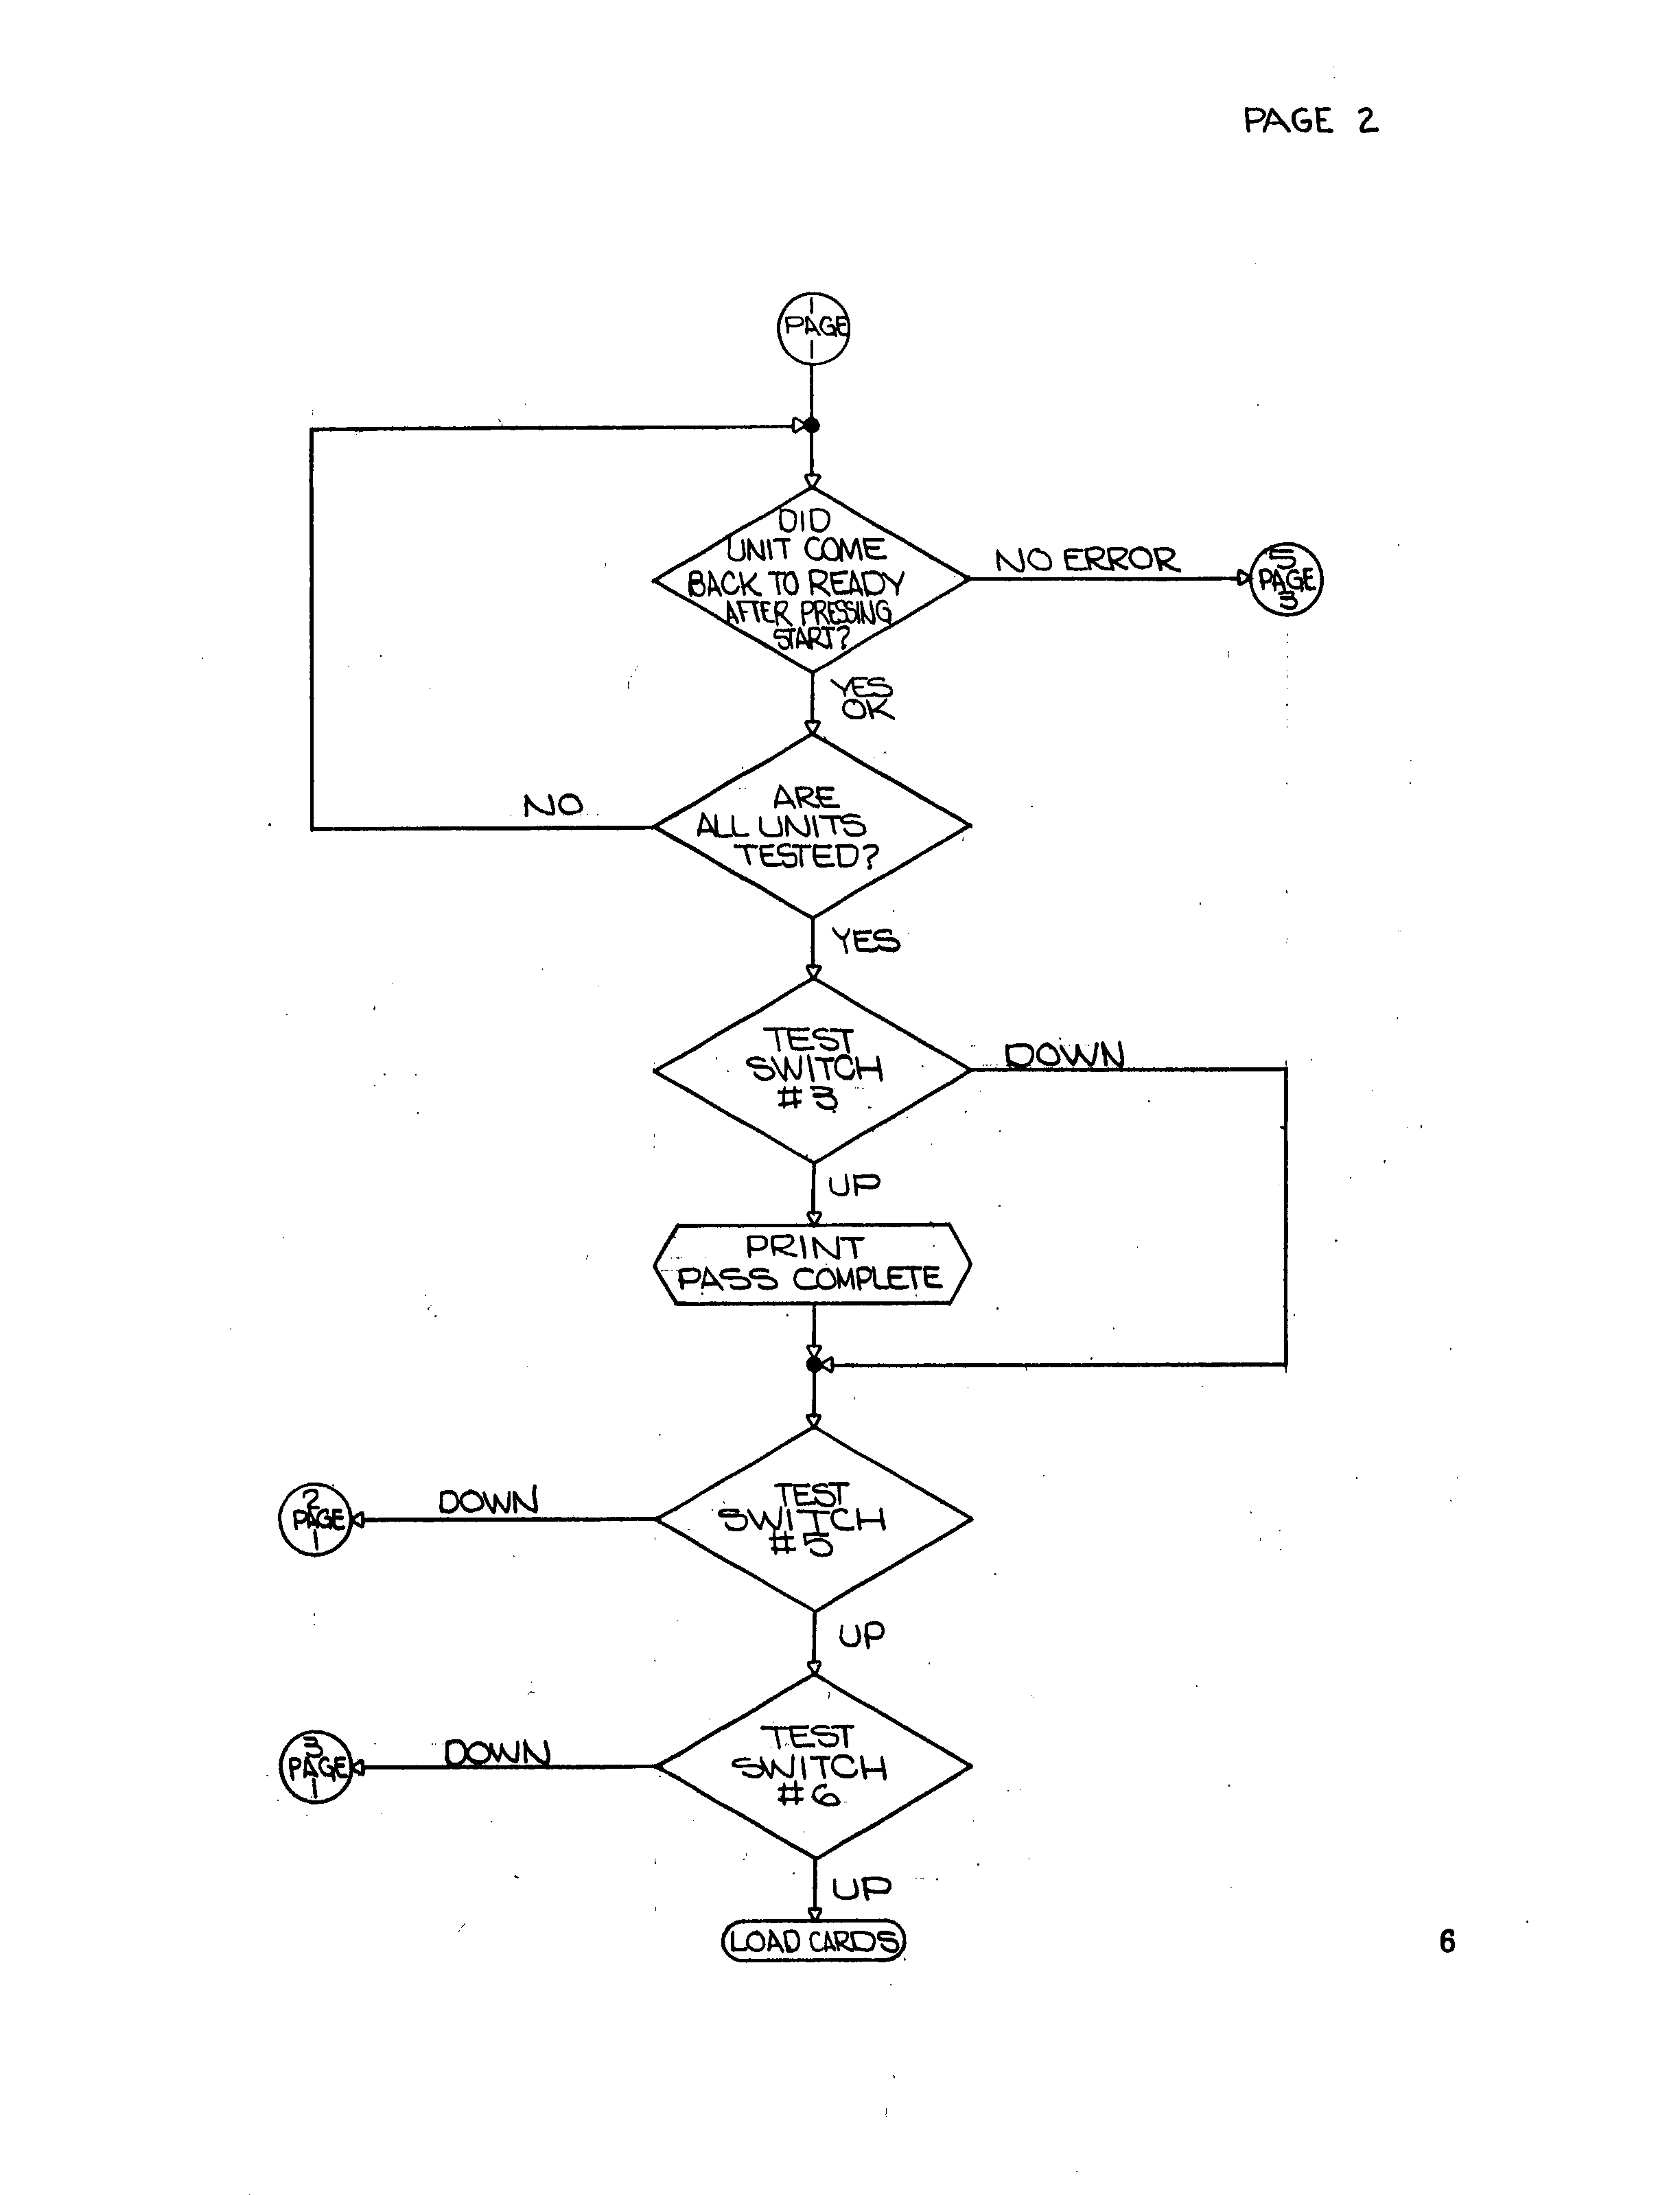 PAGE 2
1
PAGE
1
DID
UNIT COME
BACK TO READY
AFTER PRESSING
START?
NO ERROR
5
PAGE
3
YES
OK
ARE
ALL UNITS
TESTED?
NO
YES
TEST
SWITCH
#3
DOWN
UP
PRINT
PASS COMPLETE
TEST
SWITCH
#5
DOWN
2
PAGE
1
UP
TEST
SWITCH
#6
DOWN
3
PAGE
1
UP
LOAD CARDS
6